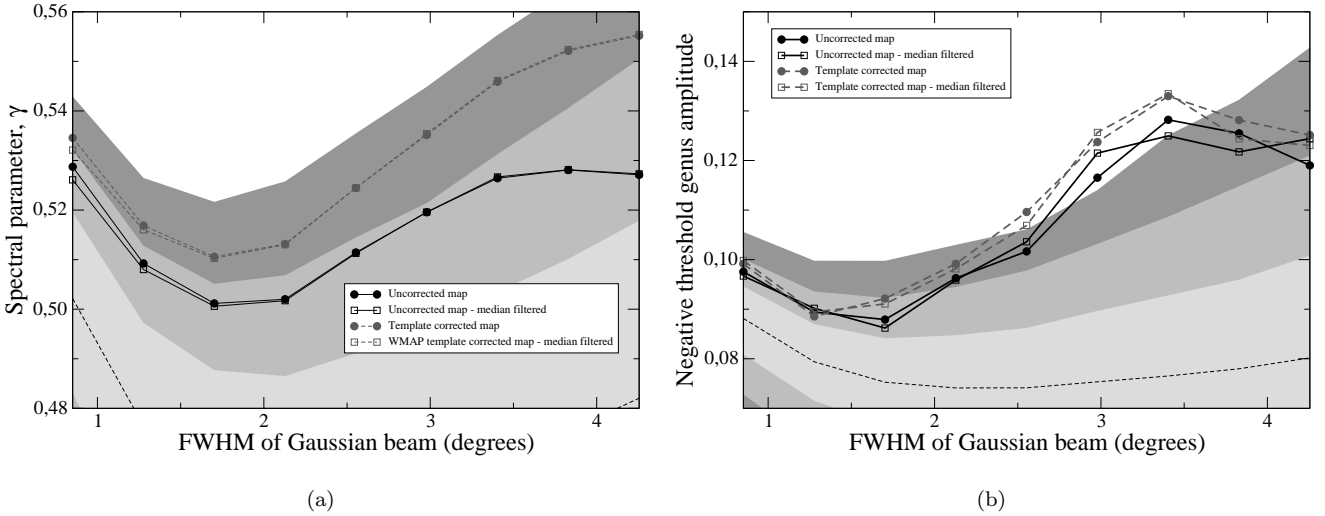 0,56
0,54
0,52
0,50
0,48
Spectral parameter, γ
Uncorrected map
Uncorrected map - median filtered
Template corrected map
WMAP template corrected map - median filtered
1 2 3 4
FWHM of Gaussian beam (degrees)
(a)
0,14
0,12
0,10
0,08
Negative threshold genus amplitude
Uncorrected map
Uncorrected map - median filtered
Template corrected map
Template corrected map - median filtered
1 2 3 4
FWHM of Gaussian beam (degrees)
(b)